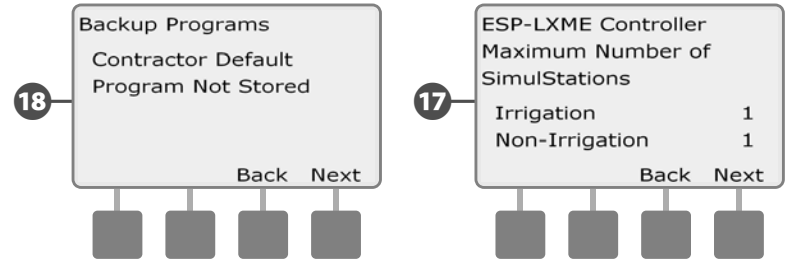 18
Backup Programs
Contractor Default
Program Not Stored
Back Next
17
ESP-LXME Controller
Maximum Number of
SimulStations
Irrigation 1
Non-Irrigation 1
Back Next